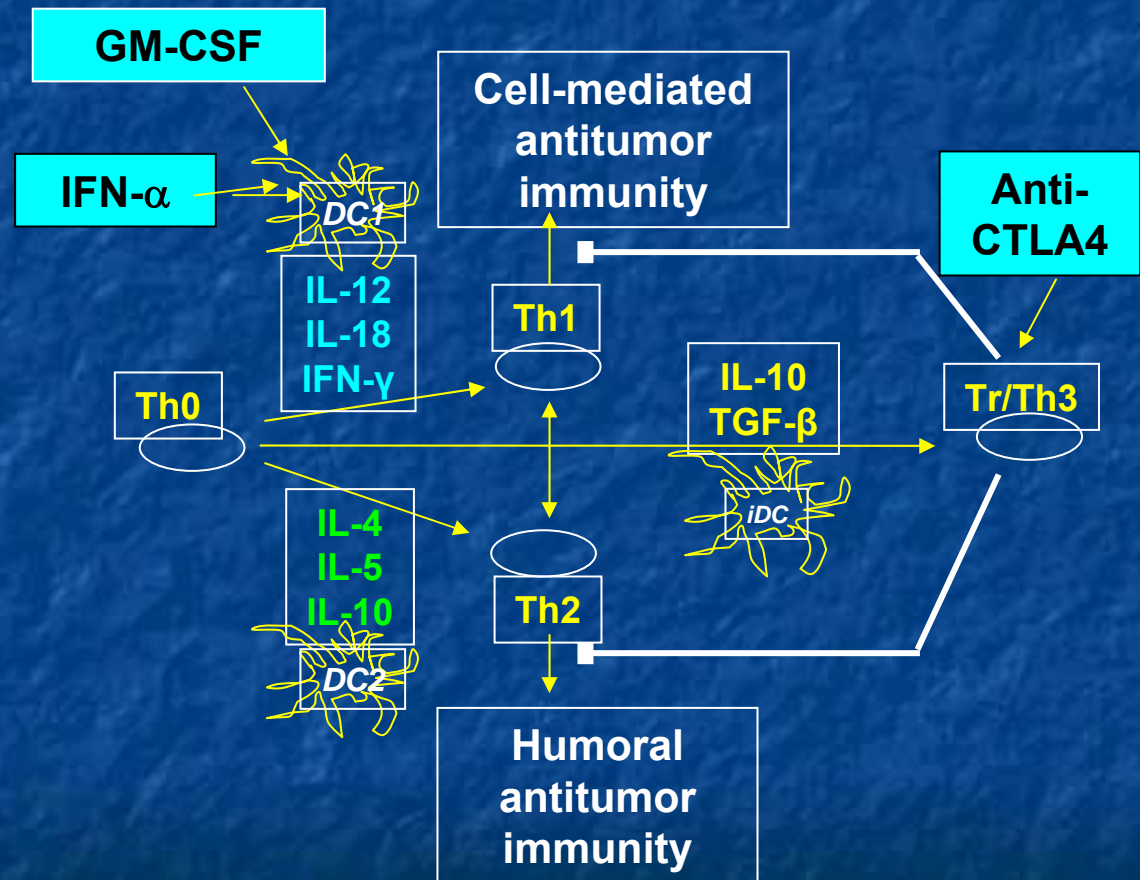 GM-CSF
Cell-mediated
antitumor
immunity
IFN-α
DC1
Anti-
CTLA4
IL-12
IL-18
IFN-γ
Th1
Th0
IL-10
TGF-β
Tr/Th3
iDC
IL-4
IL-5
IL-10
Th2
DC2
Humoral
antitumor
immunity